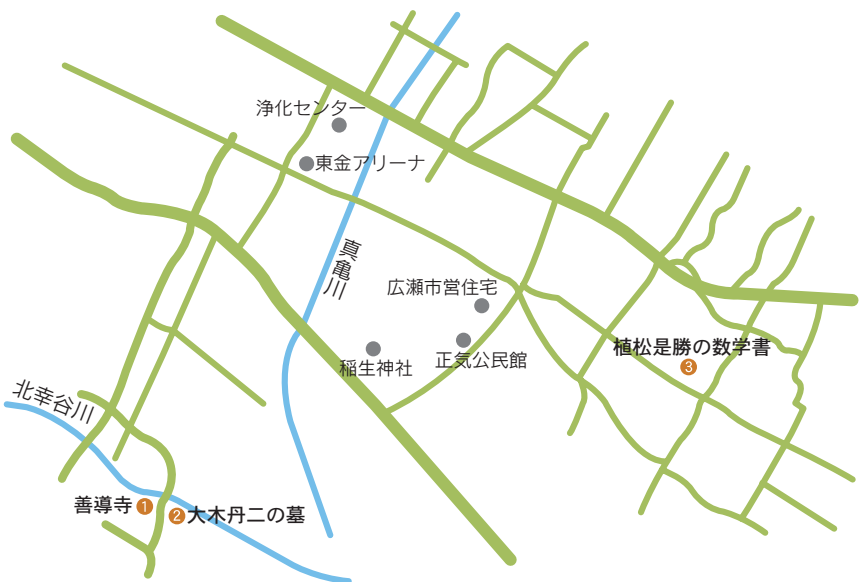 浄化センター
東金アリーナ
真亀川
広瀬市営住宅
稲生神社
正気公民館
植松是勝の数学書
3
北幸谷川
善導寺 1
2 大木丹二の墓